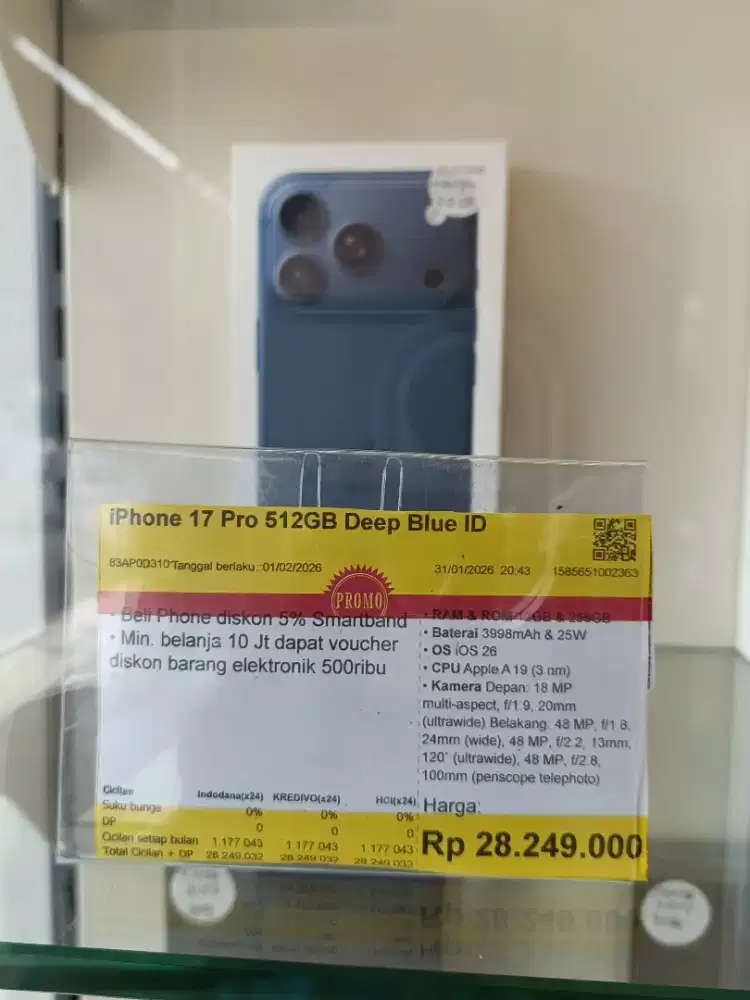 iPhone 17 Pro 512GB Deep Blue ID
83AP0D310 Tanggal berlaku.:01/02/2026
31/01/2026 20:43 1585651002363
PROMO
• Beli Phone diskon 5% Smartband
• Min. belanja 10 Jt dapat voucher
diskon barang elektronik 500ribu
• RAM & ROM 12GB & 256GB
• Baterai 3998mAh & 25W
• OS iOS 26
• CPU Apple A19 (3 nm)
• Kamera Depan: 18 MP
multi-aspect, f/1.9, 20mm
(ultrawide) Belakang: 48 MP, f/1.8,
24mm (wide), 48 MP, f/2.2, 13mm,
120˚ (ultrawide), 48 MP, f/2.8,
100mm (periscope telephoto)
Cicilan Indodana(x24) KREDIVO(x24) HCI(x24)
Suku bunga 0% 0% 0%
DP 0 0 0
Cicilan setiap bulan 1.177.043 1.177.043 1.177.043
Total Cicilan + DP 28.249.032 28.249.032 28.249.032
Harga:
Rp 28.249.000